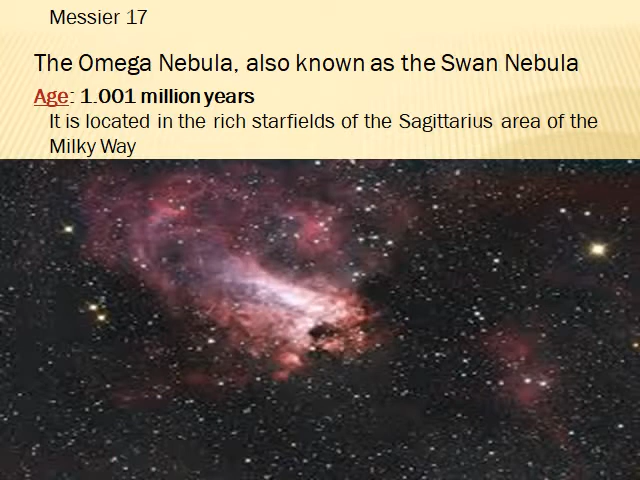 Messier 17
The Omega Nebula, also known as the Swan Nebula
Age: 1.001 million years
It is located in the rich starfields of the Sagittarius area of the
Milky Way